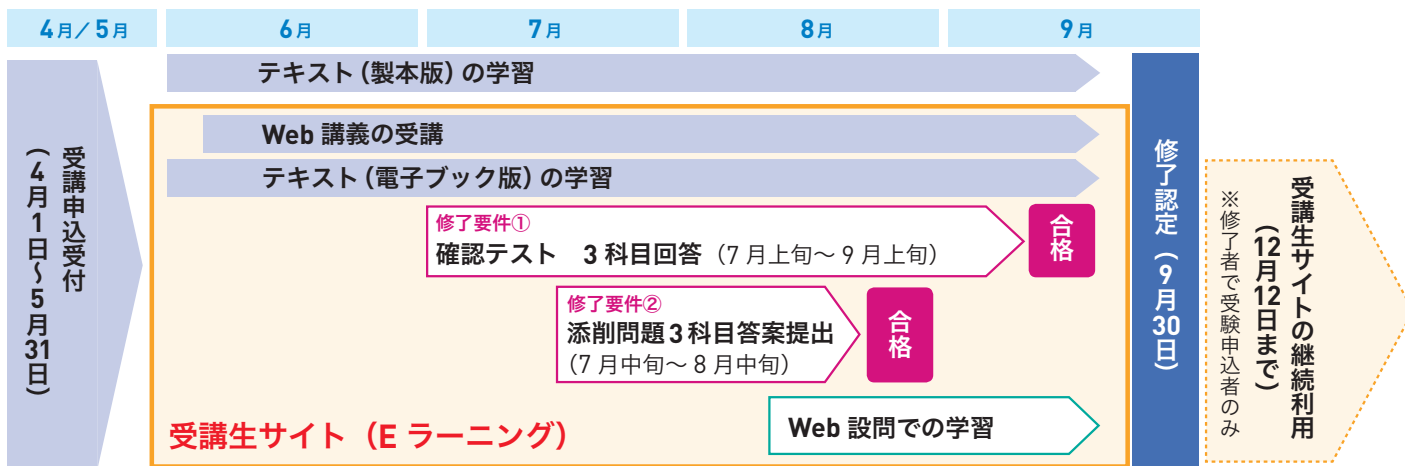 4月/5月
6月
7月
8月
9月
受講申込受付
(4月1日~5月31日)
テキスト(製本版)の学習
Web 講義の受講
テキスト(電子ブック版)の学習
修了要件①
確認テスト 3科目回答(7月上旬~9月上旬)
合格
修了要件②
添削問題3科目答案提出
(7月中旬~8月中旬)
合格
Web 設問での学習
受講生サイト(Eラーニング)
修了認定(9月30日)
受講生サイトの継続利用
(12月12日まで)
※修了者で受験申込者のみ